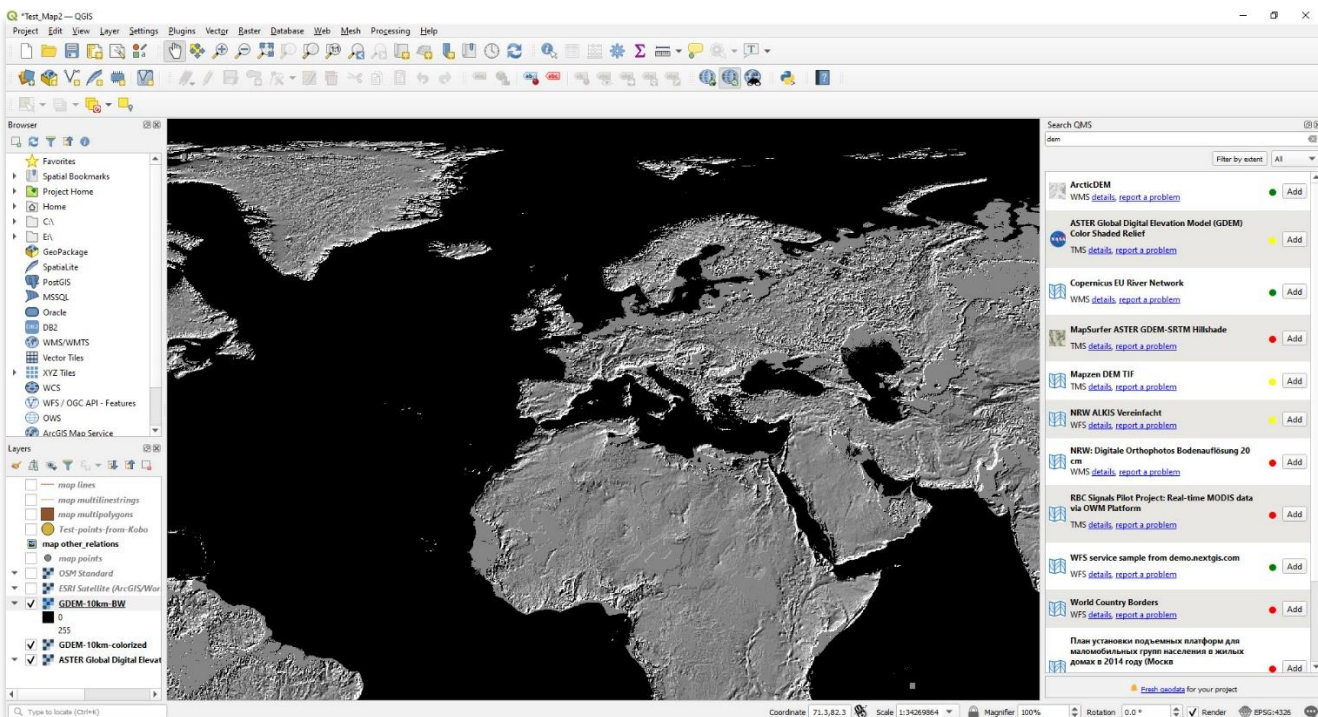 *Test_Map2 — QGIS
Project Edit View Layer Settings Plugins Vector Raster Database Web Mesh Processing Help
Browser
Favorites
Spatial Bookmarks
Project Home
Home
C:\
E:\
GeoPackage
SpatiaLite
PostGIS
MSSQL
Oracle
DB2
WMS/WMTS
Vector Tiles
XYZ Tiles
WCS
WFS / OGC API - Features
OWS
ArcGIS Map Service
Layers
map lines
map multilinestrings
map multipolygons
Test-points-from-Kobo
map other_relations
map points
OSM Standard
ESRI Satellite (ArcGIS/Wor
GDEM-10km-BW
0
255
GDEM-10km-colorized
ASTER Global Digital Elevat
Search QMS
dem
Filter by extent All
ArcticDEM
WMS details, report a problem
Add
ASTER Global Digital Elevation Model (GDEM)
Color Shaded Relief
TMS details, report a problem
Add
Copernicus EU River Network
WMS details, report a problem
Add
MapSurfer ASTER GDEM-SRTM Hillshade
TMS details, report a problem
Add
Mapzen DEM TIF
TMS details, report a problem
Add
NRW ALKIS Vereinfacht
WFS details, report a problem
Add
NRW: Digitale Orthophotos Bodenauflösung 20
cm
WMS details, report a problem
Add
RBC Signals Pilot Project: Real-time MODIS data
via OWM Platform
TMS details, report a problem
Add
WFS service sample from demo.nextgis.com
WFS details, report a problem
Add
World Country Borders
WFS details, report a problem
Add
План установки подъемных платформ для
маломобильных групп населения в жилых
домах в 2014 году (Москв
Add
Fresh geodata for your project
Type to locate (Ctrl+K)
Coordinate 71.3,82.3 Scale 1:34269864 Magnifier 100% Rotation 0.0 ° Render EPSG:4326